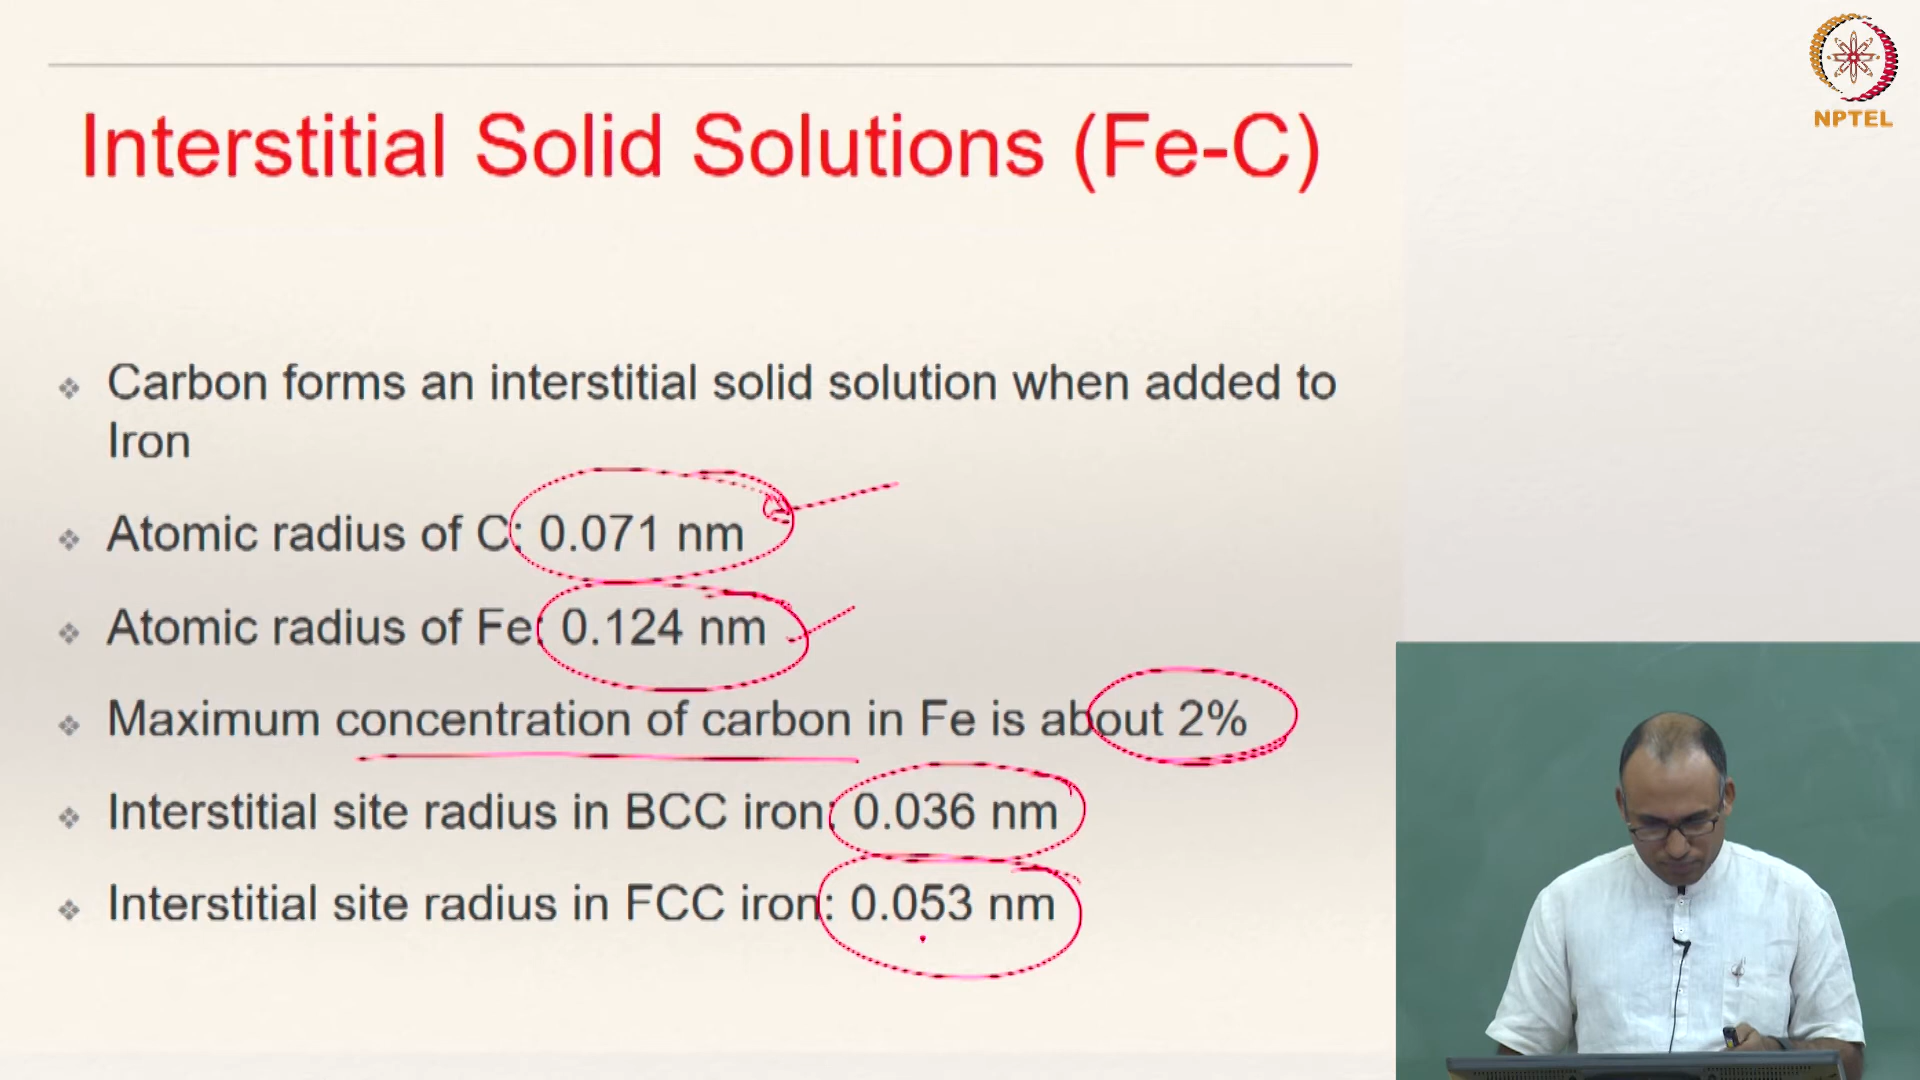 NPTEL
Interstitial Solid Solutions (Fe-C)
Carbon forms an interstitial solid solution when added to
Iron
Atomic radius of C: 0.071 nm
Atomic radius of Fe: 0.124 nm
Maximum concentration of carbon in Fe is about 2%
Interstitial site radius in BCC iron: 0.036 nm
Interstitial site radius in FCC iron: 0.053 nm